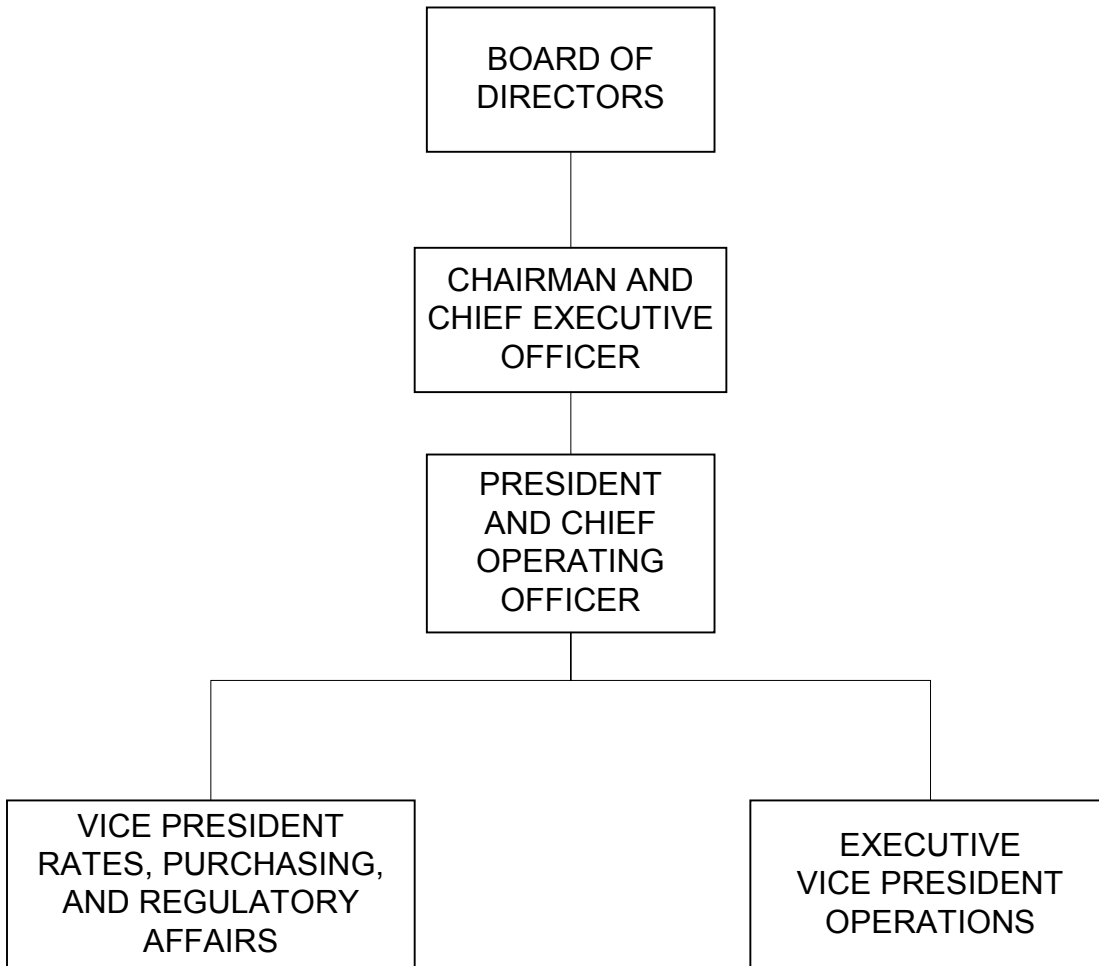 BOARD OF
DIRECTORS
CHAIRMAN AND
CHIEF EXECUTIVE
OFFICER
PRESIDENT
AND CHIEF
OPERATING
OFFICER
VICE PRESIDENT
RATES, PURCHASING,
AND REGULATORY
AFFAIRS
EXECUTIVE
VICE PRESIDENT
OPERATIONS